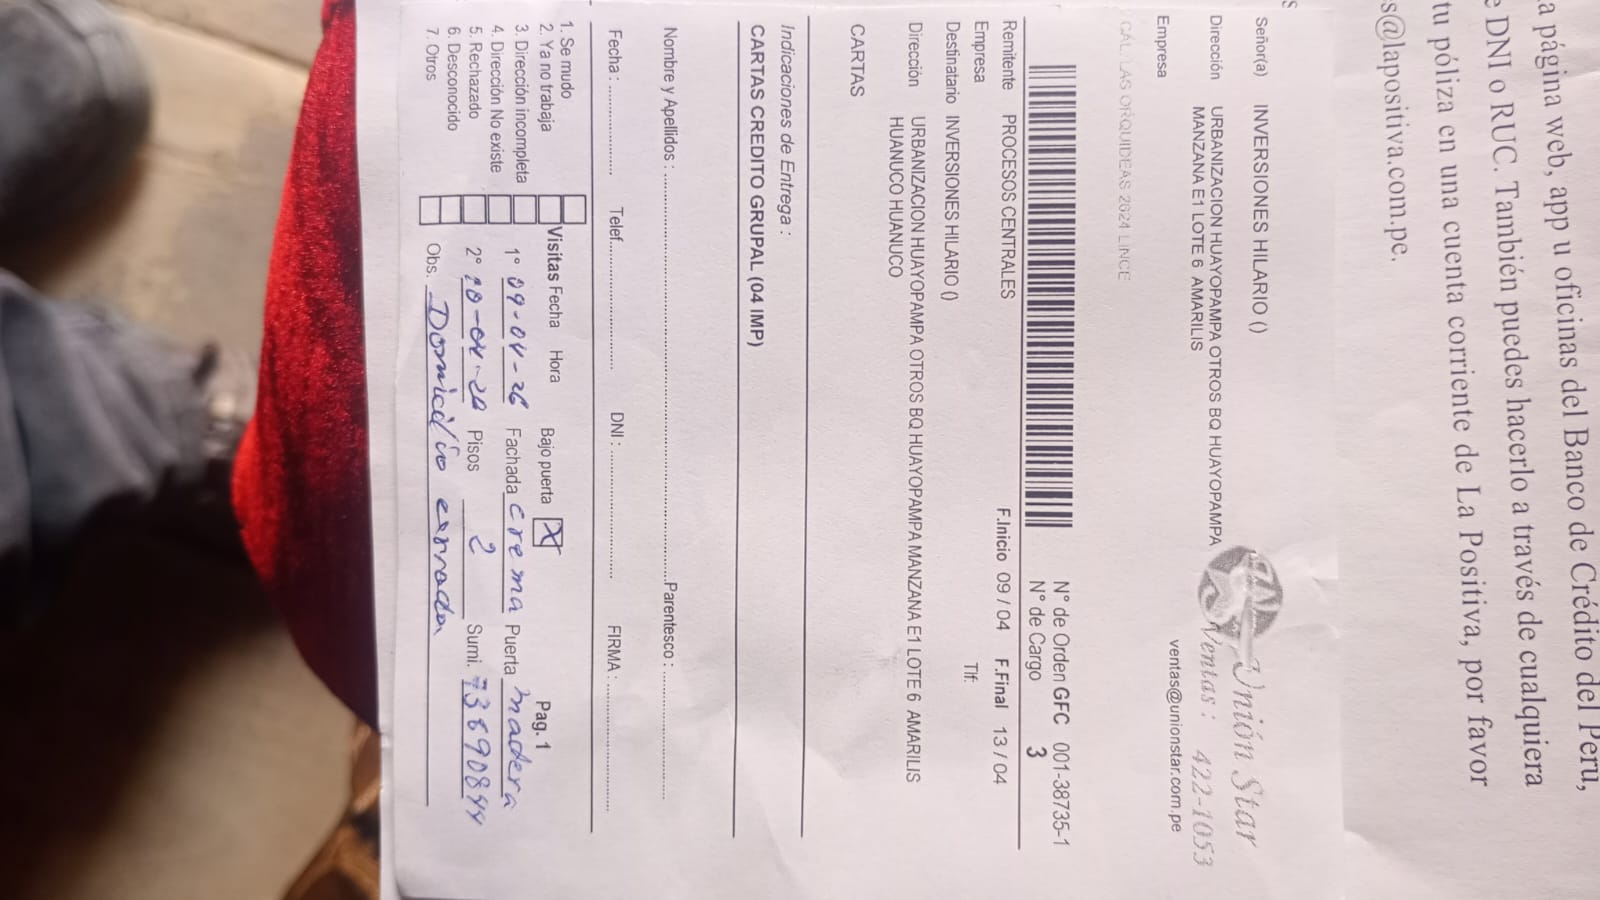 a página web, app u oficinas del Banco de Crédito del Perú,
e DNI o RUC. También puedes hacerlo a través de cualquiera
tu póliza en una cuenta corriente de La Positiva, por favor
s@lapositiva.com.pe.
s
Señor(a) INVERSIONES HILARIO ()
Dirección URBANIZACION HUAYOPAMPA OTROS BQ HUAYOPAMPA
MANZANA E1 LOTE 6 AMARILIS
Empresa
CAL. LAS ORQUIDEAS 2624 LINCE
Unión Star
Ventas: 422-1053
ventas@unionstar.com.pe
N° de Orden GFC 001-38735-1
N° de Cargo 3
Remitente PROCESOS CENTRALES F.Inicio 09 / 04 F.Final 13 / 04
Empresa Tlf:
Destinatario INVERSIONES HILARIO ()
Dirección URBANIZACION HUAYOPAMPA OTROS BQ HUAYOPAMPA MANZANA E1 LOTE 6 AMARILIS
HUANUCO HUANUCO
CARTAS
Indicaciones de Entrega :
CARTAS CREDITO GRUPAL (04 IMP)
Nombre y Apellidos : Parentesco :
Fecha : Telef. DNI : FIRMA :
1. Se mudo
2. Ya no trabaja Visitas Fecha Hora Bajo puerta X Pag. 1
3. Dirección incompleta 1° 09-04-26 Fachada crema Puerta madera
4. Dirección No existe
5. Rechazado 2° Pisos 2 Sumi. 73690844
6. Desconocido
7. Otros Obs. Domicilio